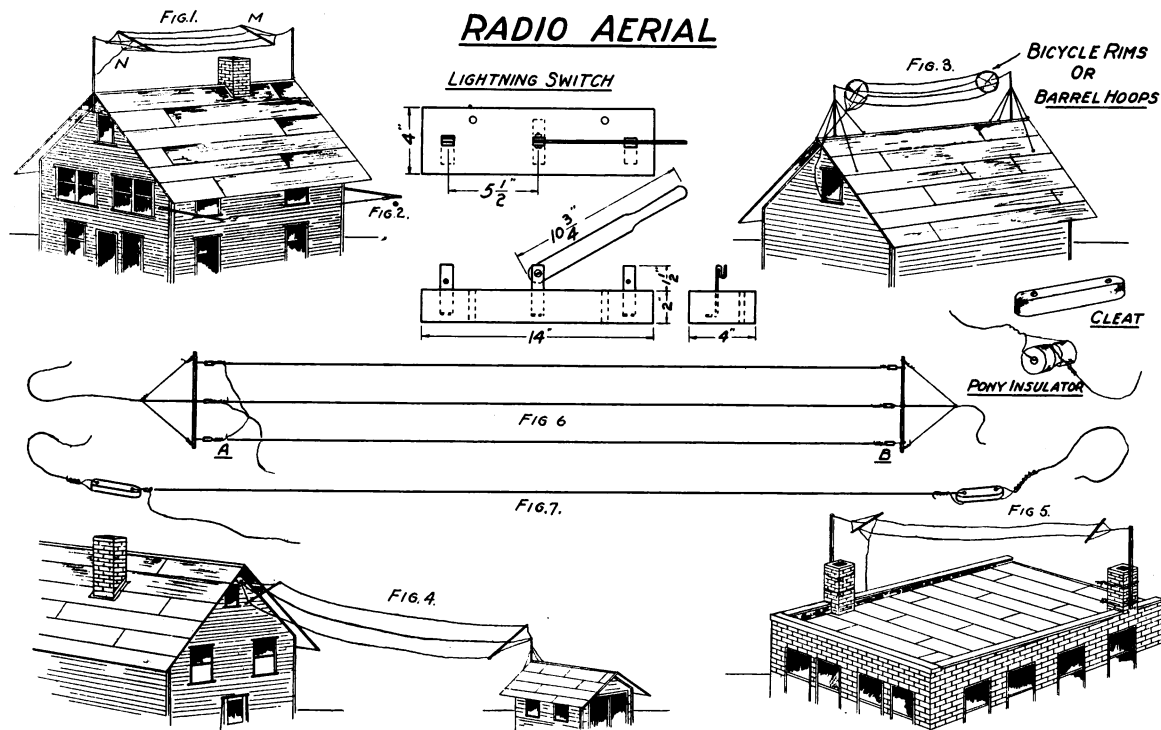 RADIO AERIAL
FIG.1.
M
N
LIGHTNING SWITCH
4"
5 1/2"
10 3/4"
1 1/2"
2"
14"
4"
FIG.2.
FIG.3.
BICYCLE RIMS
OR
BARREL HOOPS
CLEAT
PONY INSULATOR
FIG 6
A
B
FIG.7.
FIG 5.
FIG.4.